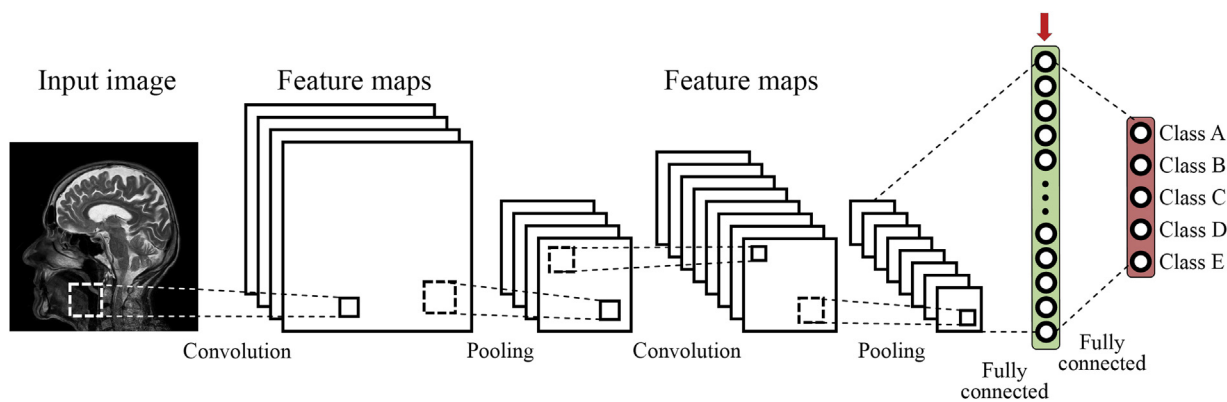 Input image
Feature maps
Feature maps
Class A
Class B
Class C
Class D
Class E
Convolution
Pooling
Convolution
Pooling
Fully
connected
Fully
connected